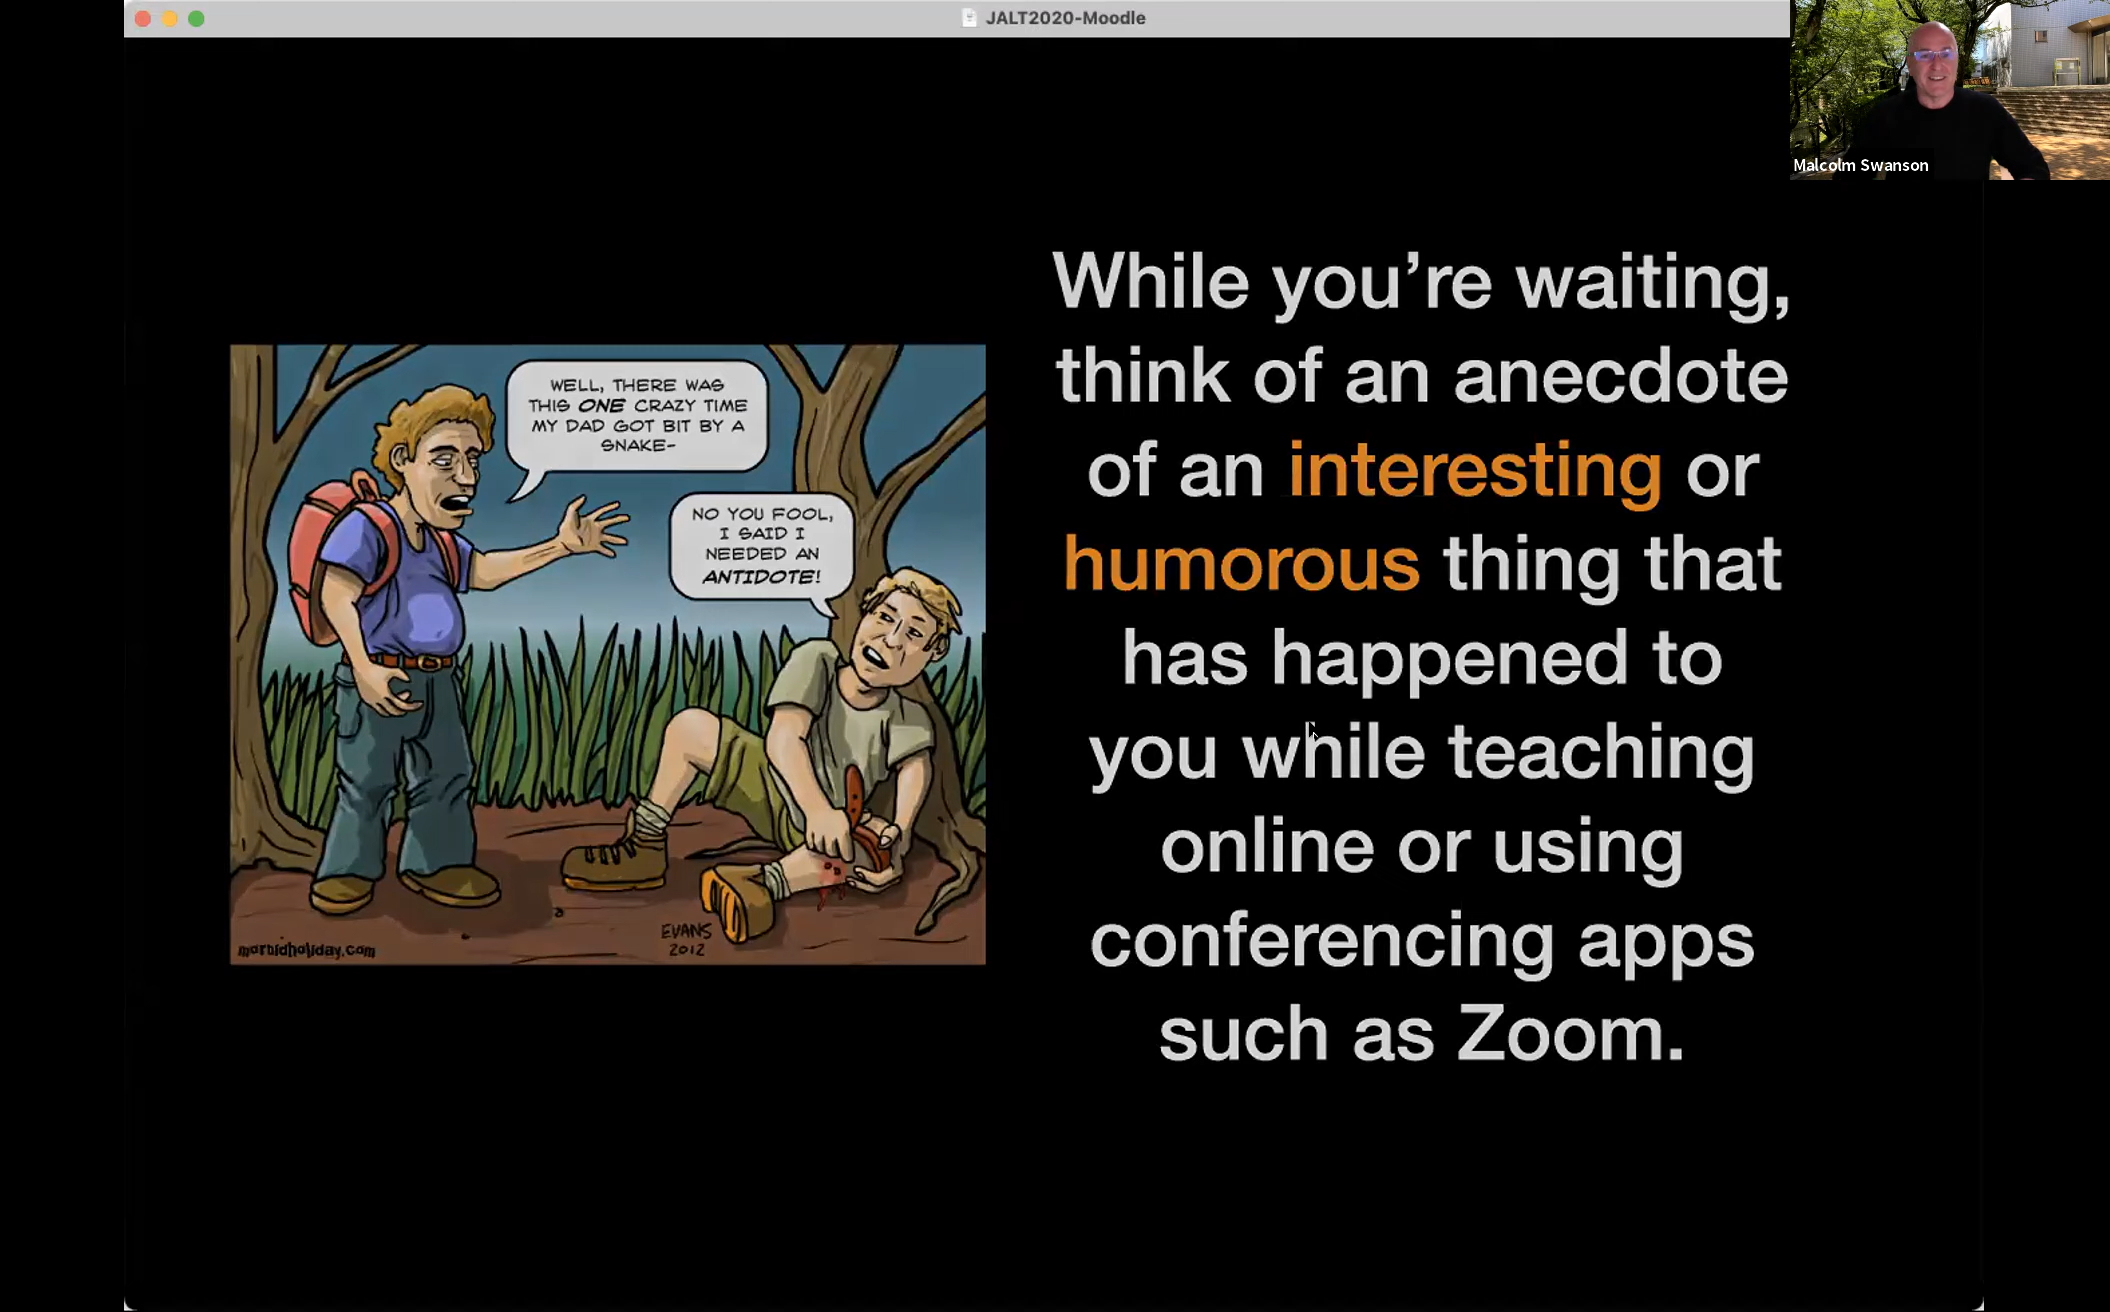 JALT2020-Moodle
Malcolm Swanson
WELL, THERE WAS
THIS ONE CRAZY TIME
MY DAD GOT BIT BY A
SNAKE-
NO YOU FOOL,
I SAID I
NEEDED AN
ANTIDOTE!
EVANS
2012
morbidholiday.com
While you’re waiting,
think of an anecdote
of an interesting or
humorous thing that
has happened to
you while teaching
online or using
conferencing apps
such as Zoom.